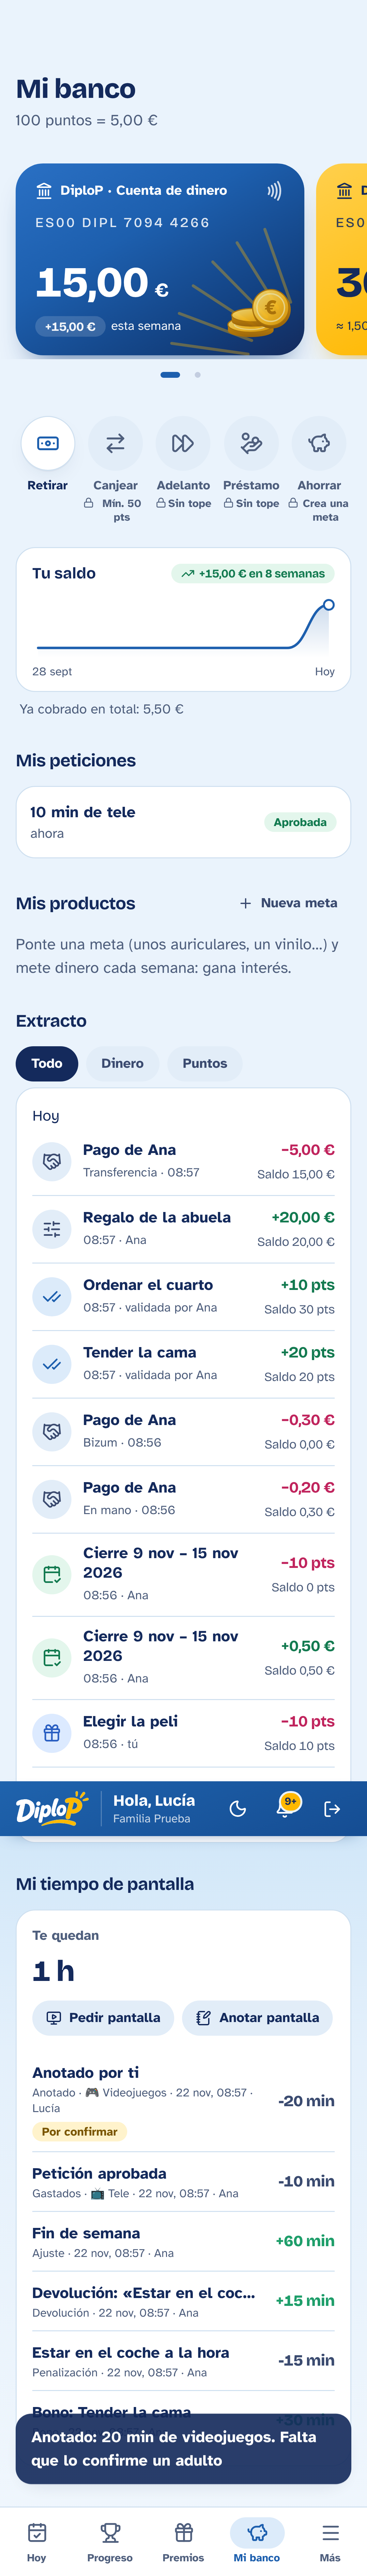 Mi banco
100 puntos = 5,00 €
DiploP · Cuenta de dinero
ES00 DIPL 7094 4266
15,00 €
+15,00 € esta semana
ES0
30
≈ 1,50
Retirar
Canjear
Mín. 50 pts
Adelanto
Sin tope
Préstamo
Sin tope
Ahorrar
Crea una meta
Tu saldo
+15,00 € en 8 semanas
28 sept
Hoy
Ya cobrado en total: 5,50 €
Mis peticiones
10 min de tele
Aprobada
ahora
Mis productos
+ Nueva meta
Ponte una meta (unos auriculares, un vinilo...) y
mete dinero cada semana: gana interés.
Extracto
Todo
Dinero
Puntos
Hoy
Pago de Ana
−5,00 €
Transferencia · 08:57
Saldo 15,00 €
Regalo de la abuela
+20,00 €
08:57 · Ana
Saldo 20,00 €
Ordenar el cuarto
+10 pts
08:57 · validada por Ana
Saldo 30 pts
Tender la cama
+20 pts
08:57 · validada por Ana
Saldo 20 pts
Pago de Ana
−0,30 €
Bizum · 08:56
Saldo 0,00 €
Pago de Ana
−0,20 €
En mano · 08:56
Saldo 0,30 €
Cierre 9 nov – 15 nov
2026
−10 pts
08:56 · Ana
Saldo 0 pts
Cierre 9 nov – 15 nov
2026
+0,50 €
08:56 · Ana
Saldo 0,50 €
Elegir la peli
−10 pts
08:56 · tú
Saldo 10 pts
DiploP
Hola, Lucía
Familia Prueba
9+
Mi tiempo de pantalla
Te quedan
1 h
Pedir pantalla
Anotar pantalla
Anotado por ti
Anotado · 🎮 Videojuegos · 22 nov, 08:57 ·
Lucía
-20 min
Por confirmar
Petición aprobada
-10 min
Gastados · 📺 Tele · 22 nov, 08:57 · Ana
Fin de semana
+60 min
Ajuste · 22 nov, 08:57 · Ana
Devolución: «Estar en el coc...
+15 min
Devolución · 22 nov, 08:57 · Ana
Estar en el coche a la hora
-15 min
Penalización · 22 nov, 08:57 · Ana
Bono: Tender la cama
+30 min
Anotado: 20 min de videojuegos. Falta
que lo confirme un adulto
Hoy
Progreso
Premios
Mi banco
Más